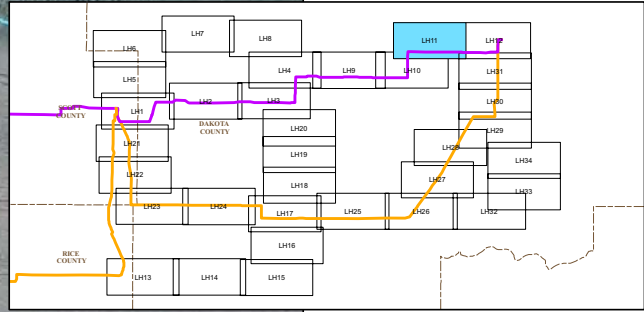 LH7
LH8
LH11
LH12
LH6
LH5
LH4
LH9
LH10
LH31
SCOTT
COUNTY
LH1
LH2
LH3
LH30
DAKOTA
COUNTY
LH20
LH29
LH21
LH28
LH34
LH19
LH22
LH18
LH27
LH33
LH23
LH24
LH17
LH25
LH26
LH32
LH16
RICE
COUNTY
LH13
LH14
LH15